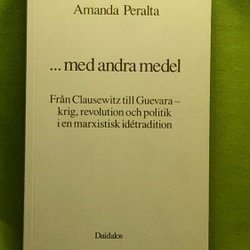 Amanda Peralta
... med andra medel
Från Clausewitz till Guevara –
krig, revolution och politik
i en marxistisk idétradition
Daidalos